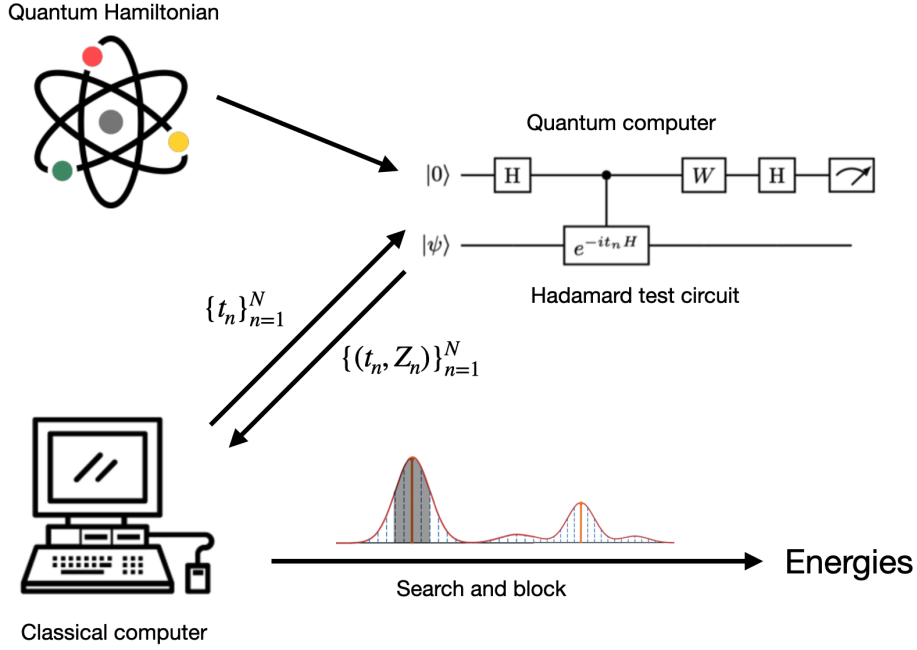 Quantum Hamiltonian
Quantum computer
|0⟩ H W H
|ψ⟩ e^{-it_nH}
Hadamard test circuit
{t_n}_{n=1}^N
{(t_n, Z_n)}_{n=1}^N
Energies
Search and block
Classical computer